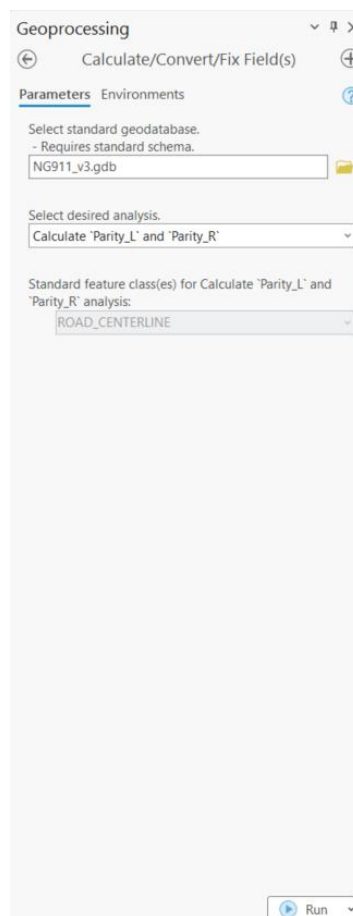 Geoprocessing
Calculate/Convert/Fix Field(s)
Parameters Environments
Select standard geodatabase.
- Requires standard schema.
NG911_v3.gdb
Select desired analysis.
Calculate `Parity_L` and `Parity_R`
Standard feature class(es) for Calculate `Parity_L` and
`Parity_R` analysis:
ROAD_CENTERLINE
Run